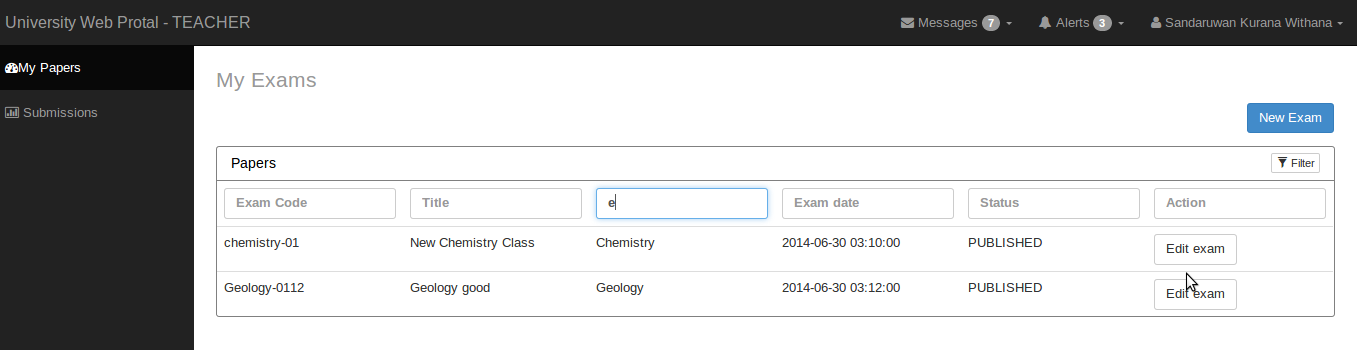 University Web Protal - TEACHER
Messages 7
Alerts 3
Sandaruwan Kurana Withana
My Papers
Submissions
My Exams
New Exam
Papers
Filter
Exam Code Title e Exam date Status Action
chemistry-01 New Chemistry Class Chemistry 2014-06-30 03:10:00 PUBLISHED Edit exam
Geology-0112 Geology good Geology 2014-06-30 03:12:00 PUBLISHED Edit exam